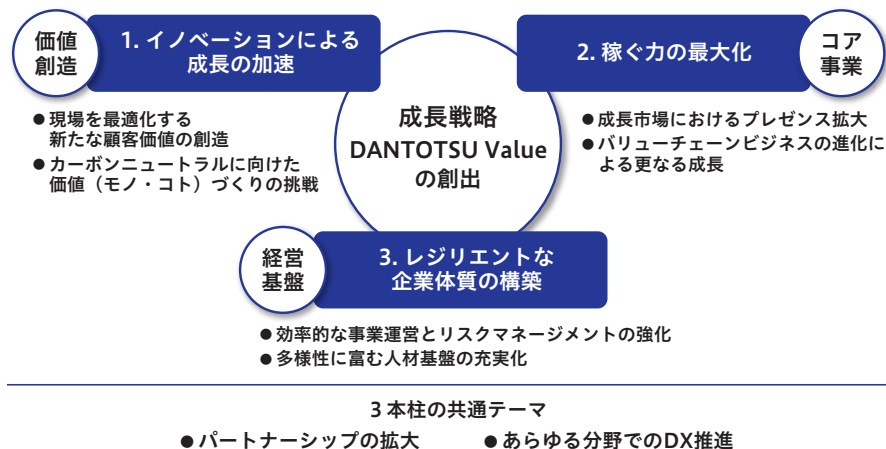 価値
創造
1. イノベーションによる
成長の加速
● 現場を最適化する
新たな顧客価値の創造
● カーボンニュートラルに向けた
価値（モノ・コト）づくりの挑戦
成長戦略
DANTOTSU Value
の創出
2. 稼ぐ力の最大化
コア
事業
● 成長市場におけるプレゼンス拡大
● バリューチェーンビジネスの進化に
よる更なる成長
経営
基盤
3. レジリエントな
企業体質の構築
● 効率的な事業運営とリスクマネージメントの強化
● 多様性に富む人材基盤の充実化
3 本柱の共通テーマ
● パートナーシップの拡大 ● あらゆる分野でのDX推進